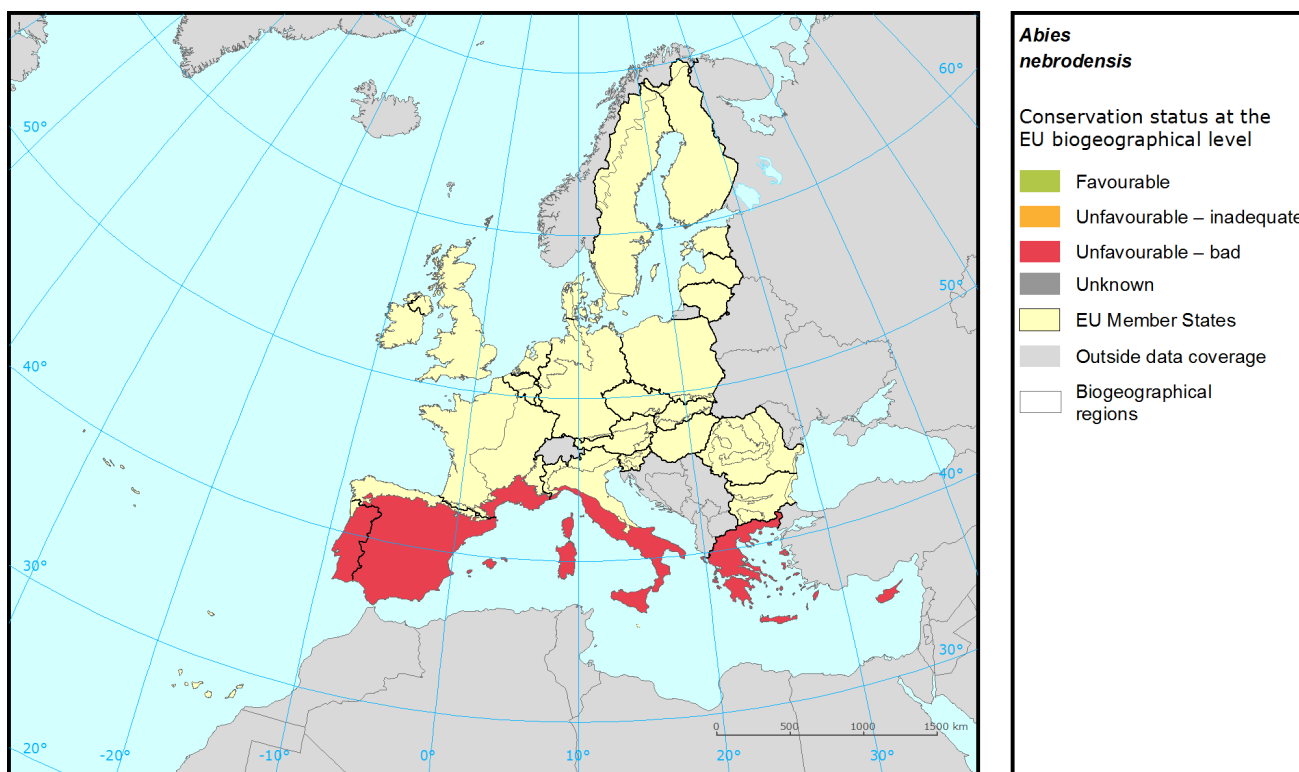 60°
50°
50°
40°
40°
30°
30°
20°
-20°
-10°
0°
10°
20°
30°
0 500 1000 1500 km
Abies
nebrodensis
Conservation status at the
EU biogeographical level
Favourable
Unfavourable – inadequate
Unfavourable – bad
Unknown
EU Member States
Outside data coverage
Biogeographical
regions